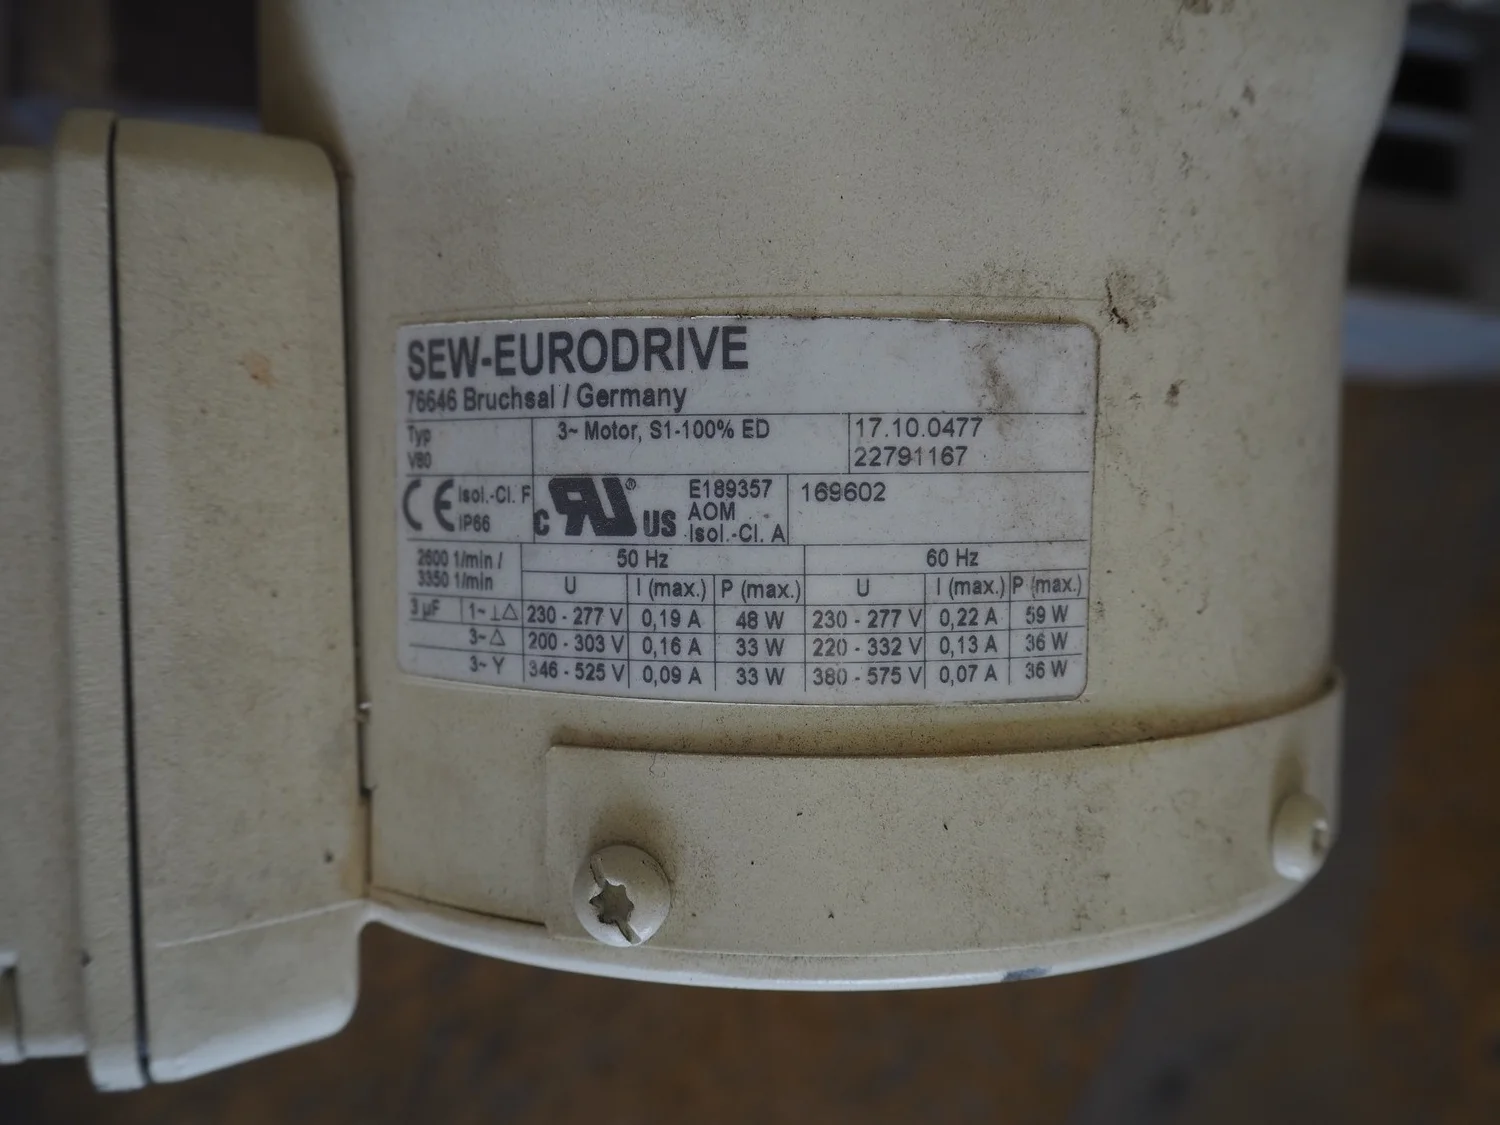 SEW-EURODRIVE
76646 Bruchsal / Germany
Typ
V80
3~ Motor, S1-100% ED
17.10.0477
22791167
CE Isol.-Cl. F
IP66
C RU® US
E189357
AOM
Isol.-Cl. A
169602
2600 1/min /
3350 1/min
50 Hz 60 Hz
U I (max.) P (max.) U I (max.) P (max.)
3 µF 1~ ⊥ △ 230 - 277 V 0,19 A 48 W 230 - 277 V 0,22 A 59 W
3~ △ 200 - 303 V 0,16 A 33 W 220 - 332 V 0,13 A 36 W
3~ Y 346 - 525 V 0,09 A 33 W 380 - 575 V 0,07 A 36 W